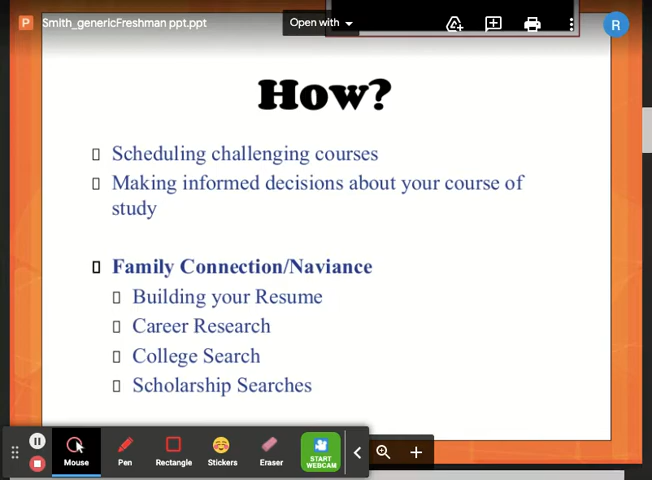 P Smith_genericFreshman ppt.ppt Open with R
How?
Scheduling challenging courses
Making informed decisions about your course of
study
Family Connection/Naviance
Building your Resume
Career Research
College Search
Scholarship Searches
Mouse Pen Rectangle Stickers Eraser START
WEBCAM